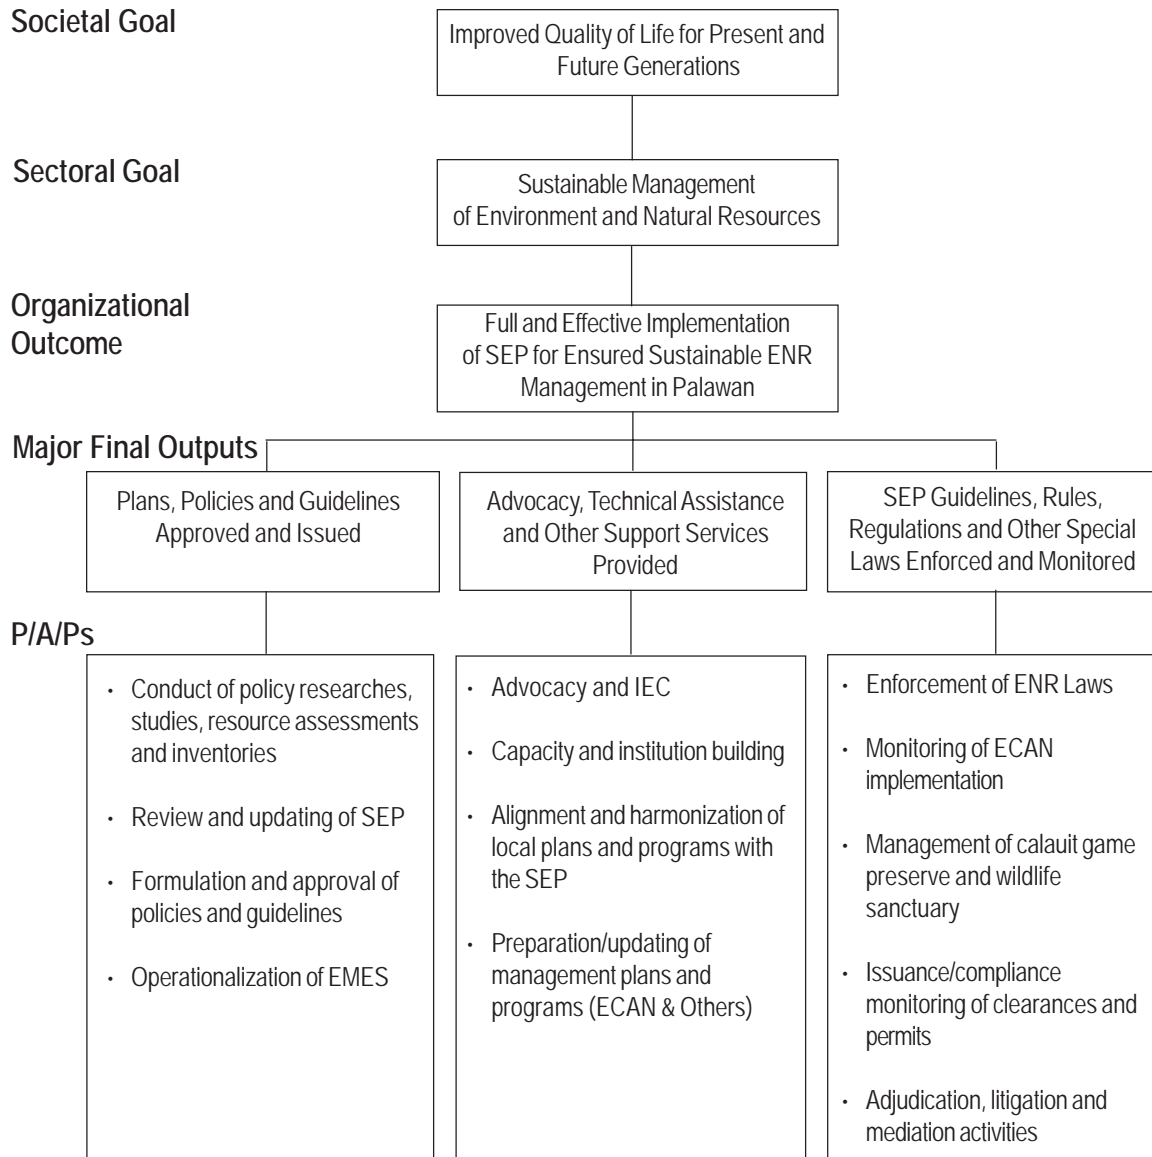 Societal Goal
Improved Quality of Life for Present and
Future Generations
Sectoral Goal
Sustainable Management
of Environment and Natural Resources
Organizational
Outcome
Full and Effective Implementation
of SEP for Ensured Sustainable ENR
Management in Palawan
Major Final Outputs
Plans, Policies and Guidelines
Approved and Issued
Advocacy, Technical Assistance
and Other Support Services
Provided
SEP Guidelines, Rules,
Regulations and Other Special
Laws Enforced and Monitored
P/A/Ps
• Conduct of policy researches,
studies, resource assessments
and inventories
• Review and updating of SEP
• Formulation and approval of
policies and guidelines
• Operationalization of EMES
• Advocacy and IEC
• Capacity and institution building
• Alignment and harmonization of
local plans and programs with
the SEP
• Preparation/updating of
management plans and
programs (ECAN & Others)
• Enforcement of ENR Laws
• Monitoring of ECAN
implementation
• Management of calauit game
preserve and wildlife
sanctuary
• Issuance/compliance
monitoring of clearances and
permits
• Adjudication, litigation and
mediation activities